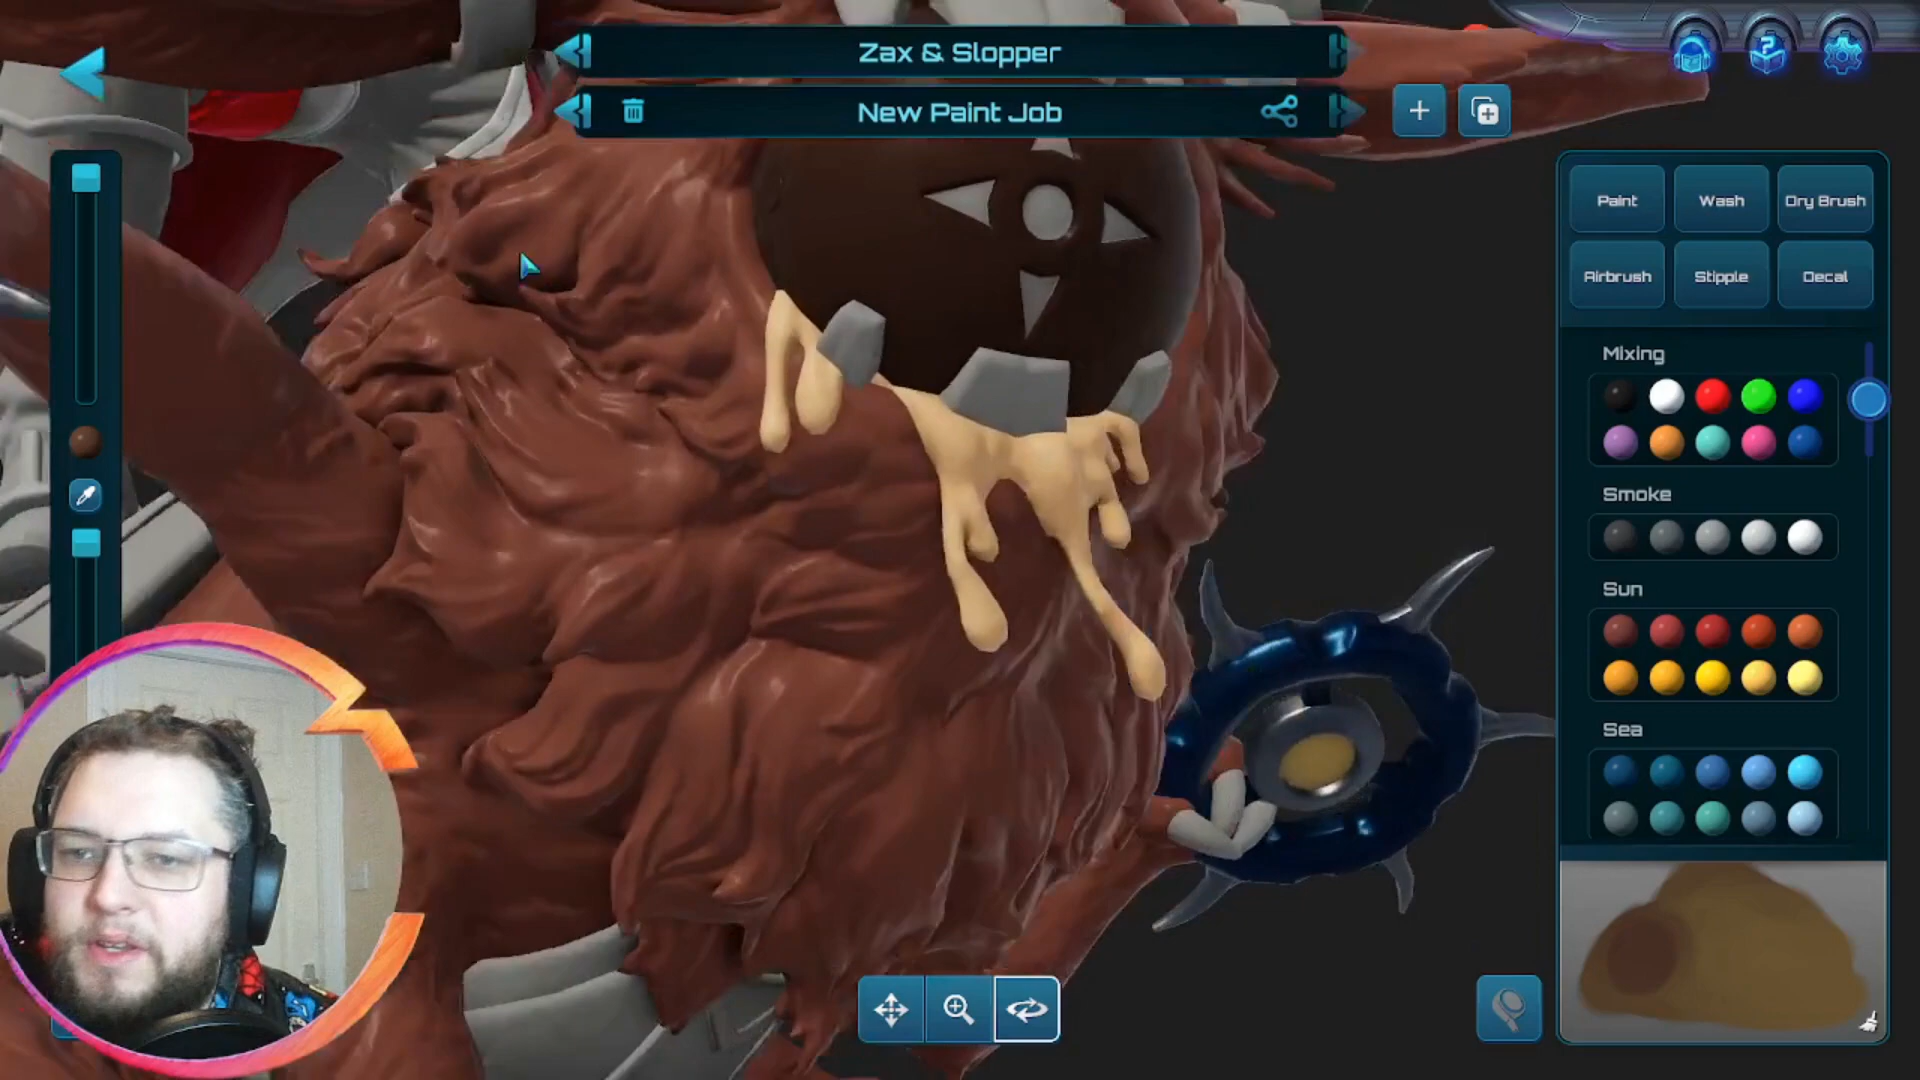 Zax & Slopper
New Paint Job
Paint
Wash
Dry Brush
Airbrush
Stipple
Decal
Mixing
Smoke
Sun
Sea